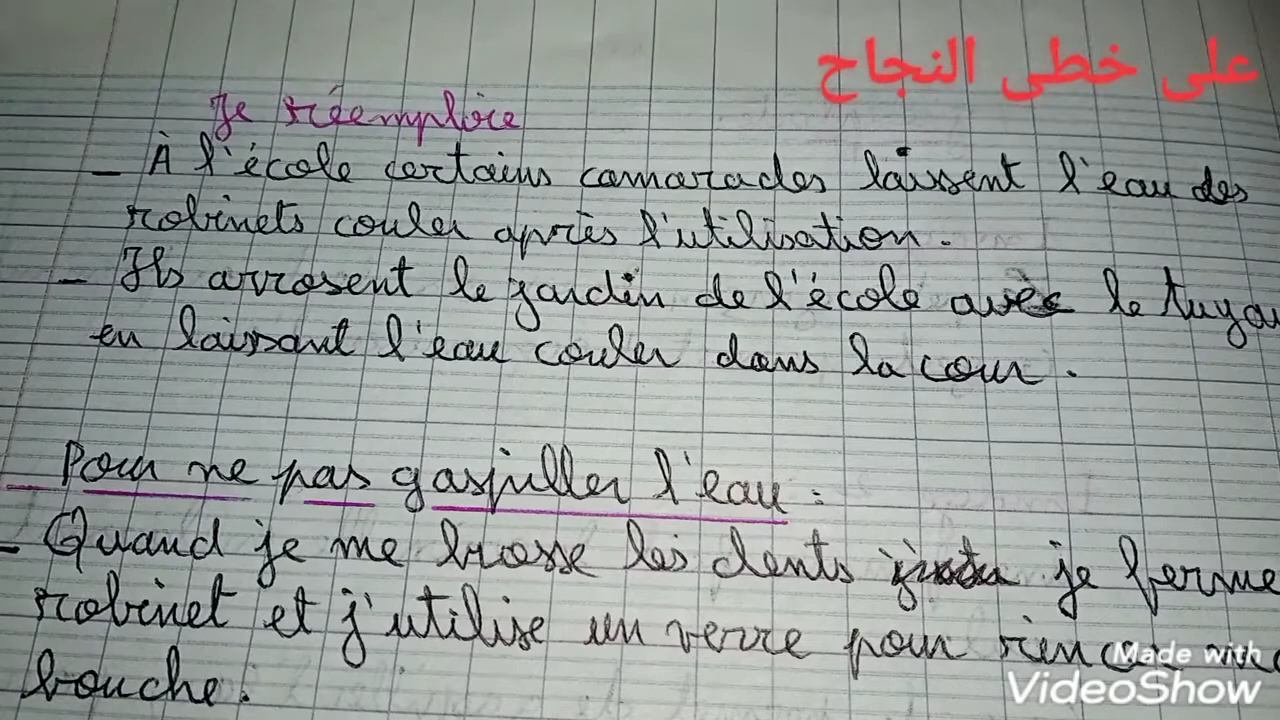 على خطى النجاح
Je réemploie
- À l'école certains camarades laissent l'eau des
robinets couler après l'utilisation.
- Ils arrosent le jardin de l'école avec le tuyau
en laissant l'eau couler dans la cour.
Pour ne pas gaspiller l'eau :
- Quand je me brosse les dents je ferme
robinet et j'utilise un verre pour rincer
bouche.
Made with
VideoShow